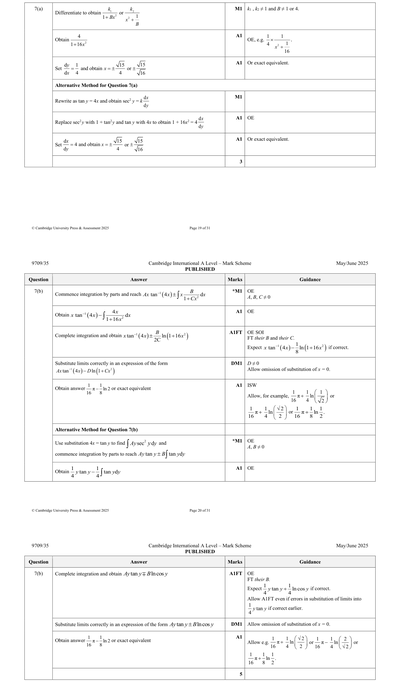 7(a) Differentiate to obtain k₁/(1+Bx²) or k₂/(x²+1/B) M1 k₁, k₂ ≠ 1 and B ≠ 1 or 4.
Obtain 4/(1+16x²) A1 OE, e.g. 1/4 × 1/(x²+1/16).
Set dy/dx = 1/4 and obtain x = ± √15/4 or ± √15/√16 A1 Or exact equivalent.
Alternative Method for Question 7(a)
Rewrite as tan y = 4x and obtain sec² y = 4 dx/dy M1
Replace sec² y with 1 + tan² y and tan y with 4x to obtain 1 + 16x² = 4 dx/dy A1 OE
Set dx/dy = 4 and obtain x = ± √15/4 or ± √15/√16 A1 Or exact equivalent.
3
© Cambridge University Press & Assessment 2025 Page 19 of 31
9709/35 Cambridge International A Level – Mark Scheme May/June 2025
PUBLISHED
Question Answer Marks Guidance
7(b) Commence integration by parts and reach Ax tan⁻¹(4x) ± ∫ x B/(1+Cx²) dx *M1 OE
A, B, C ≠ 0
Obtain x tan⁻¹(4x) − ∫ 4x/(1+16x²) dx A1 OE
Complete integration and obtain x tan⁻¹(4x) ± B/2C ln(1+16x²) A1FT OE SOI
FT their B and their C.
Expect x tan⁻¹(4x) − 1/8 ln(1+16x²) if correct.
Substitute limits correctly in an expression of the form
Ax tan⁻¹(4x) − D ln(1+Cx²) DM1 D ≠ 0
Allow omission of substitution of x = 0.
Obtain answer 1/16 π − 1/8 ln 2 or exact equivalent A1 ISW
Allow, for example, 1/16 π + 1/4 ln(1/√2) or
1/16 π + 1/4 ln(√2/2) or 1/16 π + 1/8 ln 1/2.
Alternative Method for Question 7(b)
Use substitution 4x = tan y to find ∫ Ay sec² y dy and
commence integration by parts to reach Ay tan y ± B∫ tan y dy *M1 OE
A, B ≠ 0
Obtain 1/4 y tan y − 1/4 ∫ tan y dy A1 OE
© Cambridge University Press & Assessment 2025 Page 20 of 31
9709/35 Cambridge International A Level – Mark Scheme May/June 2025
PUBLISHED
Question Answer Marks Guidance
7(b) Complete integration and obtain Ay tan y ∓ B ln cos y A1FT OE
FT their B.
Expect 1/4 y tan y + 1/4 ln cos y if correct.
Allow A1FT even if errors in substitution of limits into
1/4 y tan y if correct earlier.
Substitute limits correctly in an expression of the form Ay tan y ∓ B ln cos y DM1 Allow omission of substitution of x = 0.
Obtain answer 1/16 π − 1/8 ln 2 or exact equivalent A1 Allow e.g. 1/16 π + 1/4 ln(√2/2) or 1/16 π − 1/4 ln(2/√2) or
1/16 π + 1/8 ln 1/2.
5